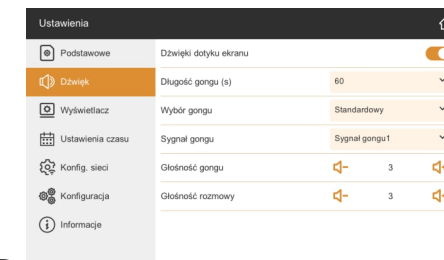 Ustawienia
Podstawowe
Dźwięki dotyku ekranu
Dźwięk
Długość gongu (s)
60
Wyświetlacz
Wybór gongu
Standardowy
Ustawienia czasu
Sygnał gongu
Sygnał gongu1
Konfig. sieci
Głośność gongu
3
Konfiguracja
Głośność rozmowy
3
Informacje